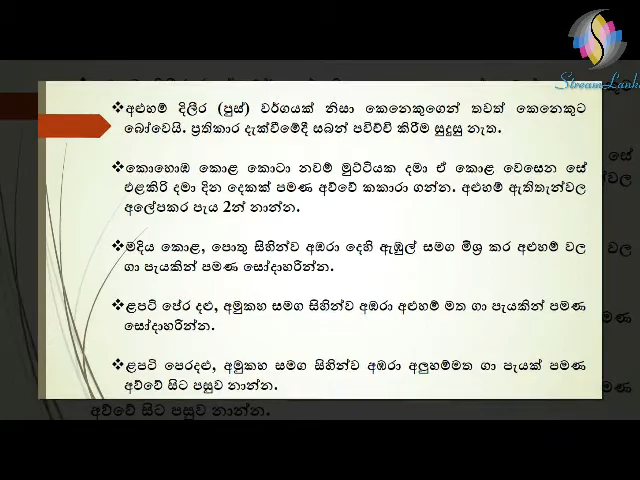 StreamLanka
❖අළුහම් දිලීර (පුස්) වර්ගයක් නිසා කෙනෙකුගෙන් තවත් කෙනෙකුට
බෝවෙයි. ප්‍රතිකාර දැක්වීමේදී සබන් පවිච්චි කිරීම සුදුසු නැත.
❖කොහොඹ කොළ කොටා නවම් මුට්ටියක දමා ඒ කොළ වෙසෙන සේ
එළකිරි දමා දින දෙකක් පමණ අව්වේ කකාරා ගන්න. අළුහම් ඇතිතැන්වල
අලේපකර පැය 2න් නාන්න.
❖මදිය කොළ, පොතු සිහින්ව අඹරා දෙහි ඇඹුල් සමග මිශ්‍ර කර අළුහම් වල
ගා පැයකින් පමණ සෝදාහරින්න.
❖ළපටි පේර දළු, අමුකහ සමග සිහින්ව අඹරා අළුහම් මත ගා පැයකින් පමණ
සෝදාහරින්න.
❖ළපටි පෙරදළු, අමුකහ සමග සිහින්ව අඹරා අලුහම්මත ගා පැයක් පමණ
අව්වේ සිට පසුව නාන්න.
අව්වේ සිට පසුව නාන්න.